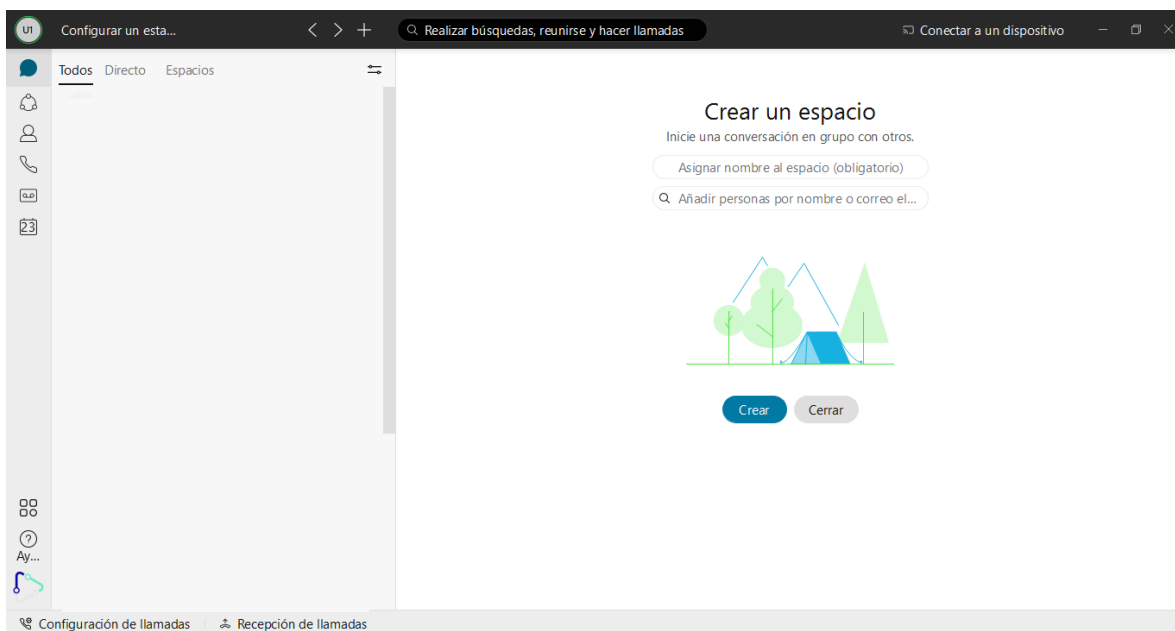 U1 Configurar un esta... Realizar búsquedas, reunirse y hacer llamadas Conectar a un dispositivo
Todos Directo Espacios
Crear un espacio
Inicie una conversación en grupo con otros.
Asignar nombre al espacio (obligatorio)
Añadir personas por nombre o correo el...
23
Crear Cerrar
Ay...
Configuración de llamadas Recepción de llamadas